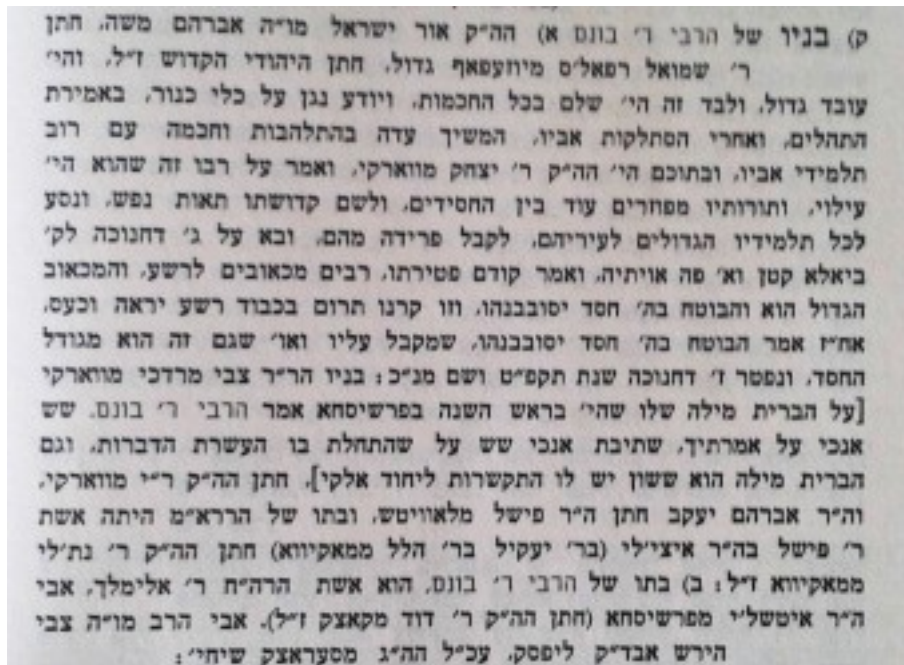 ק) בניו של הרבי ר׳ בונם א) הה״ק אור ישראל מו״ה אברהם משה, חתן
ר׳ שמואל רפאל׳ס מיוזעפאף גדול, חתן היהודי הקדוש ז״ל, והי׳
עובד גדול, ולבד זה הי׳ שלם בכל החכמות, ויודע נגן על כלי כנור, באמירת
התהלים, ואחרי הסתלקות אביו, המשיך עדה בהתלהבות וחכמה עם רוב
תלמידי אביו, ובתוכם הי׳ הה״ק ר׳ יצחק מווארקי, ואמר על רבו זה שהוא הי׳
עילוי, ותורותיו מפוזרים עוד בין החסידים, ולשם קדושתו תאות נפש, ונסע
לכל תלמידיו הגדולים לעיריהם, לקבל פרידה מהם, ובא על ג׳ דחנוכה לק׳
ביאלא קטן וא׳ פה אויתיה, ואמר קודם פטירתו, רבים מכאובים לרשע, והמכאוב
הגדול הוא והבוטח בה׳ חסד יסובבנהו, וזו קרנו תרום בכבוד רשע יראה וכעס,
אח״ז אמר הבוטח בה׳ חסד יסובבנהו, שמקבל עליו ואו׳ שגם זה הוא מגודל
החסד, ונפטר ז׳ דחנוכה שנת תקפ״ט ושם מנ״כ: בניו הר״ר צבי מרדכי מווארקי
[על הברית מילה שלו שהי׳ בראש השנה בפרשיסחא אמר הרבי ר׳ בונם, שש
אנכי על אמרתיך, שתיבת אנכי שש על שהתחלת בו העשרת הדברות, וגם
הברית מילה הוא ששון יש לו התקשרות ליחוד אלקי], חתן הה״ק ר״י מווארקי,
וה״ר אברהם יעקב חתן ה״ר פישל מלאוויטש, ובתו של הררא״מ היתה אשת
ר׳ פישל בה״ר איצי׳לי (בר׳ יעקיל בר׳ הלל ממאקיווא) חתן הה״ק ר׳ נת׳לי
ממאקיווא ז״ל: ב) בתו של הרבי ר׳ בונם, הוא אשת הרה״ח ר׳ אלימלך, אבי
ה״ר איטשל׳י מפרשיסחא (חתן הה״ק ר׳ דוד מקאצק ז״ל), אבי הרב מו״ה צבי
הירש אבד״ק ליפסק, עכ״ל הה״ג מסעראצק שיחי׳: